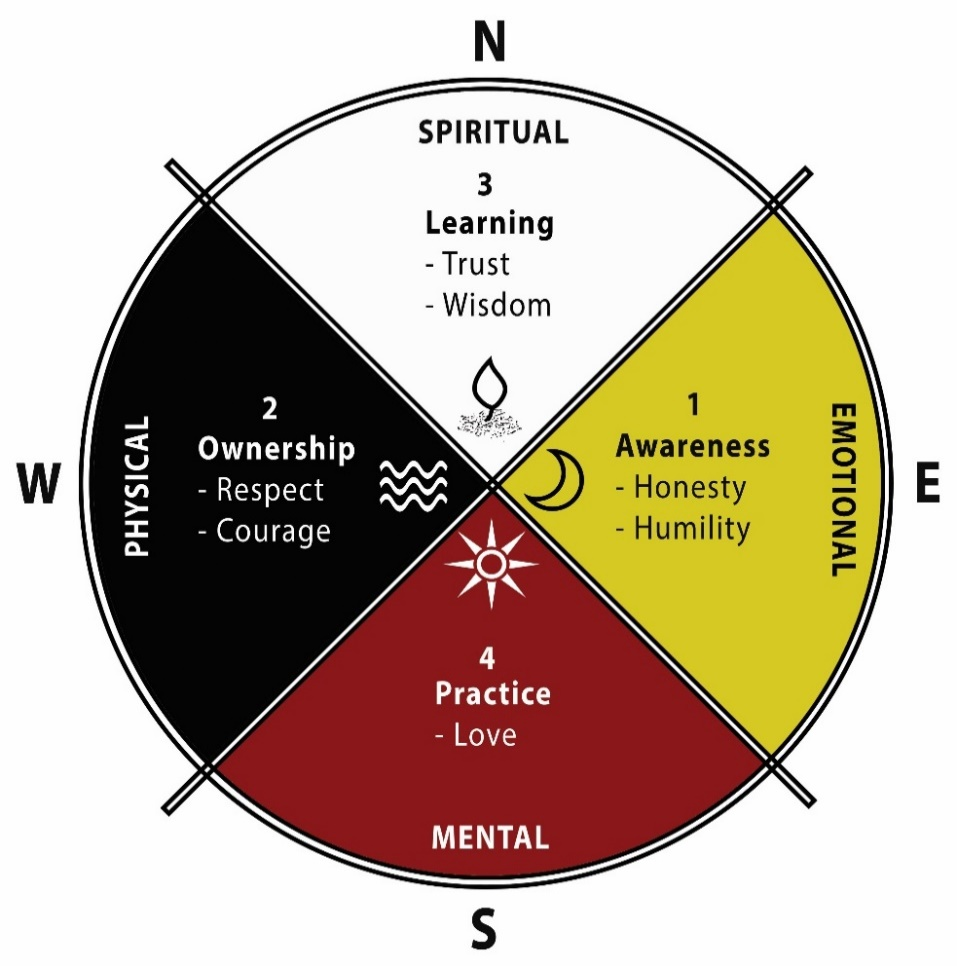 N
SPIRITUAL
3
Learning
- Trust
- Wisdom
W
PHYSICAL
2
Ownership
- Respect
- Courage
1
Awareness
- Honesty
- Humility
EMOTIONAL
E
4
Practice
- Love
MENTAL
S